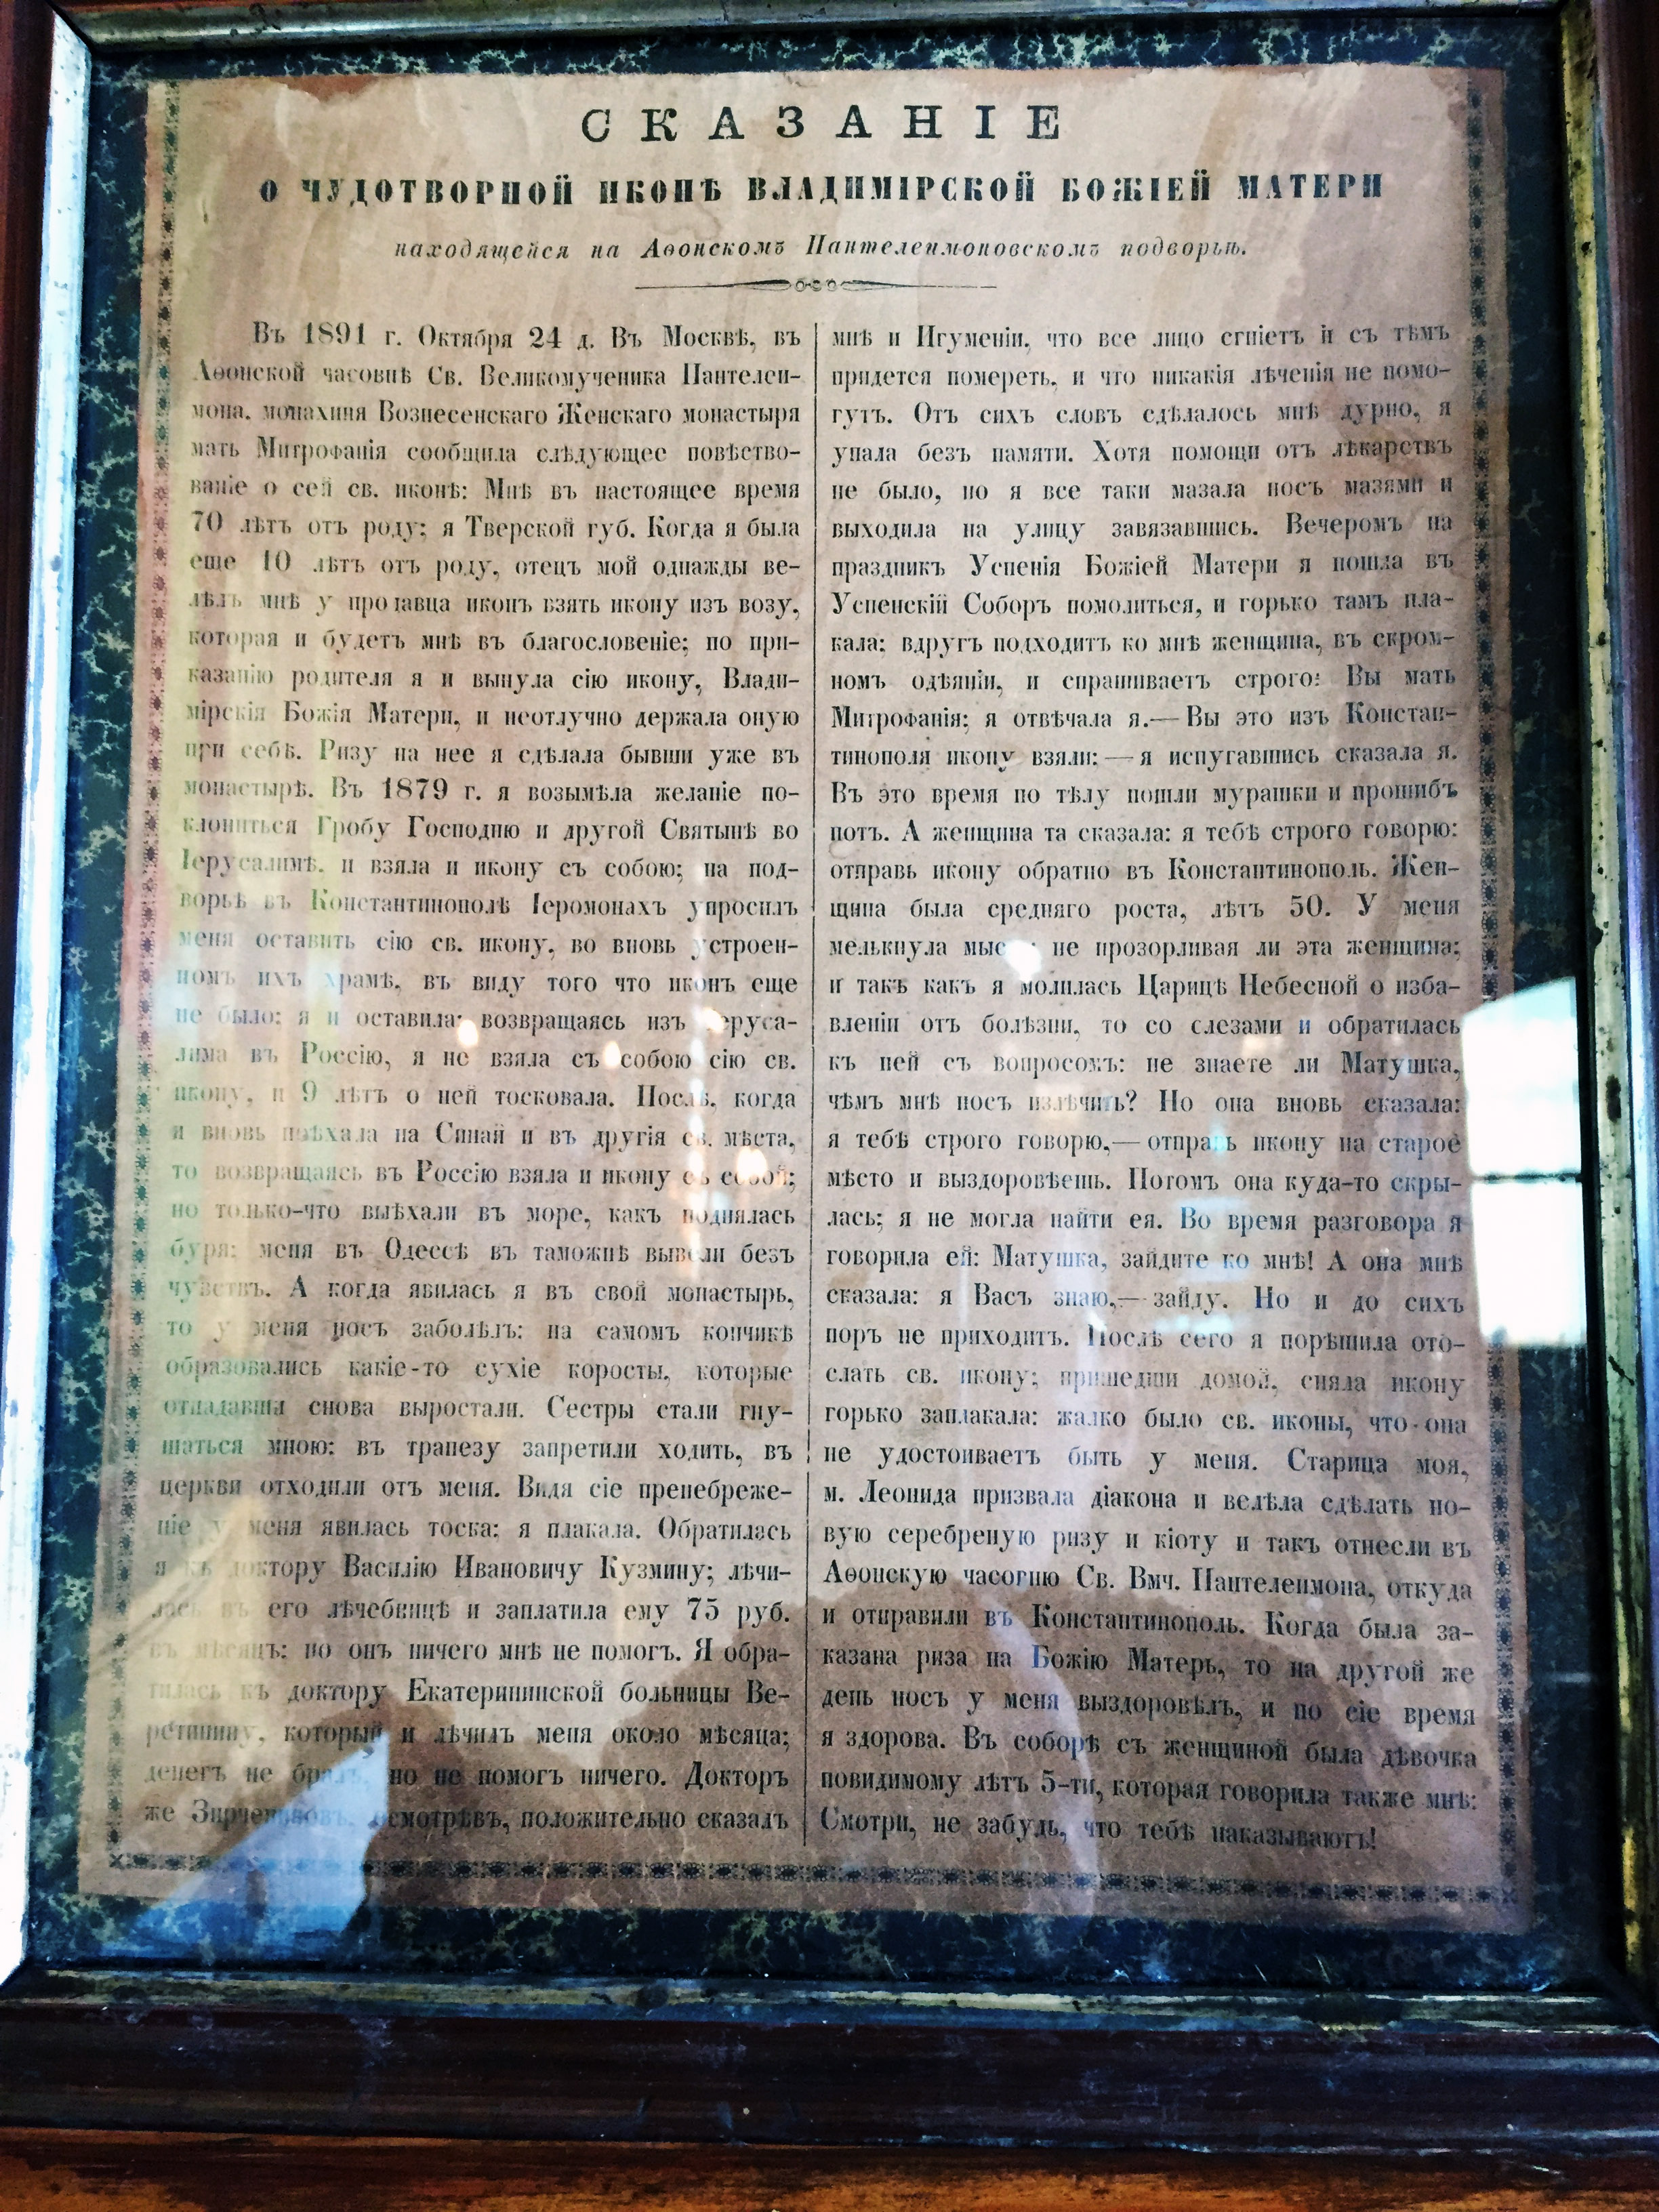 СКАЗАНІЕ
О ЧУДОТВОРНОЙ ИКОНѢ ВЛАДИМІРСКОЙ БОЖІЕЙ МАТЕРИ
находящейся на Аѳонскомъ Пантелеимоновскомъ подворьѣ.
Въ 1891 г. Октября 24 д. Въ Москвѣ, въ
Аѳонской часовнѣ Св. Великомученика Пантелеи-
мона, монахиня Вознесенскаго Женскаго монастыря
мать Митрофанія сообщила слѣдующее повѣство-
ваніе о сей св. иконѣ: Мнѣ въ настоящее время
70 лѣтъ отъ роду; я Тверской губ. Когда я была
еще 10 лѣтъ отъ роду, отецъ мой однажды ве-
лѣлъ мнѣ у продавца иконъ взять икону изъ возу,
которая и будетъ мнѣ въ благословеніе; по при-
казанію родителя я и вынула сію икону, Влади-
мірскія Божія Матери, и неотлучно держала оную
при себѣ. Ризу на нее я сдѣлала бывши уже въ
монастырѣ. Въ 1879 г. я возымѣла желаніе по-
клониться Гробу Господню и другой Святынѣ во
Іерусалимѣ, и взяла и икону съ собою; на под-
ворьѣ въ Константинополѣ Іеромонахъ упросилъ
меня оставить сію св. икону, во вновь устроен-
номъ ихъ храмѣ, въ виду того что иконъ еще
не было; я и оставила; возвращаясь изъ Іеруса-
лима въ Россію, я не взяла съ собою сію св.
икону, и 9 лѣтъ о ней тосковала. Послѣ, когда
я вновь поѣхала на Синай и въ другія св. мѣста,
то возвращаясь въ Россію взяла и икону съ собой;
но только-что выѣхали въ море, какъ поднялась
буря; меня въ Одессѣ въ таможнѣ вывели безъ
чувствъ. А когда явилась я въ свой монастырь,
то у меня носъ заболѣлъ: на самомъ кончикѣ
образовались какіе-то сухіе коросты, которые
отпадавши снова выростали. Сестры стали гну-
шаться мною: въ трапезу запретили ходить, въ
церкви отходили отъ меня. Видя сіе пренебреже-
ніе у меня явилась тоска; я плакала. Обратилась
я къ доктору Василію Ивановичу Кузмину; лѣчи-
лась въ его лѣчебницѣ и заплатила ему 75 руб.
въ мѣсяцъ; но онъ ничего мнѣ не помогъ. Я обра-
тилась къ доктору Екатерининской больницы Ве-
ретинину, который и лѣчилъ меня около мѣсяца;
денегъ не бралъ, но не помогъ ничего. Докторъ
же осмотрѣвъ, положительно сказалъ
мнѣ и Игуменіи, что все лицо сгніетъ и съ тѣмъ
придется помереть, и что никакія лѣченія не помо-
гутъ. Отъ сихъ словъ сдѣлалось мнѣ дурно, я
упала безъ памяти. Хотя помощи отъ лѣкарствъ
не было, но я все таки мазала носъ мазями и
выходила на улицу завязавшись. Вечеромъ на
праздникъ Успенія Божіей Матери я пошла въ
Успенскій Соборъ помолиться, и горько тамъ пла-
кала; вдругъ подходитъ ко мнѣ женщина, въ скром-
номъ одѣяніи, и спрашиваетъ строго: Вы мать
Митрофанія; я отвѣчала я.— Вы это изъ Констан-
тинополя икону взяли: — я испугавшись сказала я.
Въ это время по тѣлу пошли мурашки и прошибъ
потъ. А женщина та сказала: я тебѣ строго говорю:
отправь икону обратно въ Константинополь. Жен-
щина была средняго роста, лѣтъ 50. У меня
мелькнула мысль не прозорливая ли эта женщина;
и такъ какъ я молилась Царицѣ Небесной о изба-
вленіи отъ болѣзни, то со слезами и обратилась
къ ней съ вопросомъ: не знаете ли Матушка,
чѣмъ мнѣ носъ излѣчить? Но она вновь сказала:
я тебѣ строго говорю,— отправь икону на старое
мѣсто и выздоровѣешь. Потомъ она куда-то скры-
лась; я не могла найти ея. Во время разговора я
говорила ей: Матушка, зайдите ко мнѣ! А она мнѣ
сказала: я Васъ знаю,— зайду. Но и до сихъ
поръ не приходитъ. Послѣ сего я порѣшила ото-
слать св. икону; пришедши домой, сняла икону
горько заплакала: жалко было св. иконы, что она
не удостоиваетъ быть у меня. Старица моя,
м. Леонида призвала діакона и велѣла сдѣлать но-
вую серебреную ризу и кіоту и такъ отнесли въ
Аѳонскую часовню Св. Вмч. Пантелеимона, откуда
и отправили въ Константинополь. Когда была за-
казана риза на Божію Матерь, то на другой же
день носъ у меня выздоровѣлъ, и по сіе время
я здорова. Въ соборѣ съ женщиной была дѣвочка
повидимому лѣтъ 5-ти, которая говорила также мнѣ:
Смотри, не забудь, что тебѣ наказываютъ!